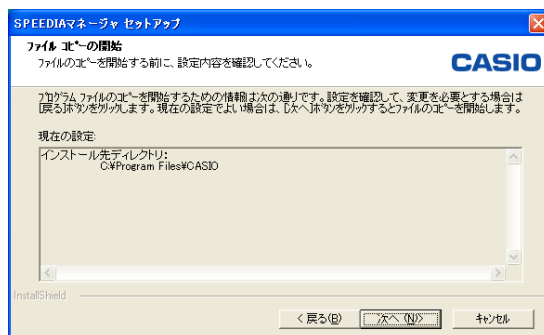 SPEEDIAマネージャ セットアップ
ファイル コピーの開始
ファイルのコピーを開始する前に、設定内容を確認してください。
CASIO
プログラム ファイルのコピーを開始するための情報は次の通りです。設定を確認して、変更を必要とする場合は
[戻る]ボタンをクリックします。現在の設定でよい場合は、[次へ]ボタンをクリックするとファイルのコピーを開始します。
現在の設定:
インストール先ディレクトリ:
C:¥Program Files¥CASIO
InstallShield
< 戻る(B)
次へ (N)>
キャンセル